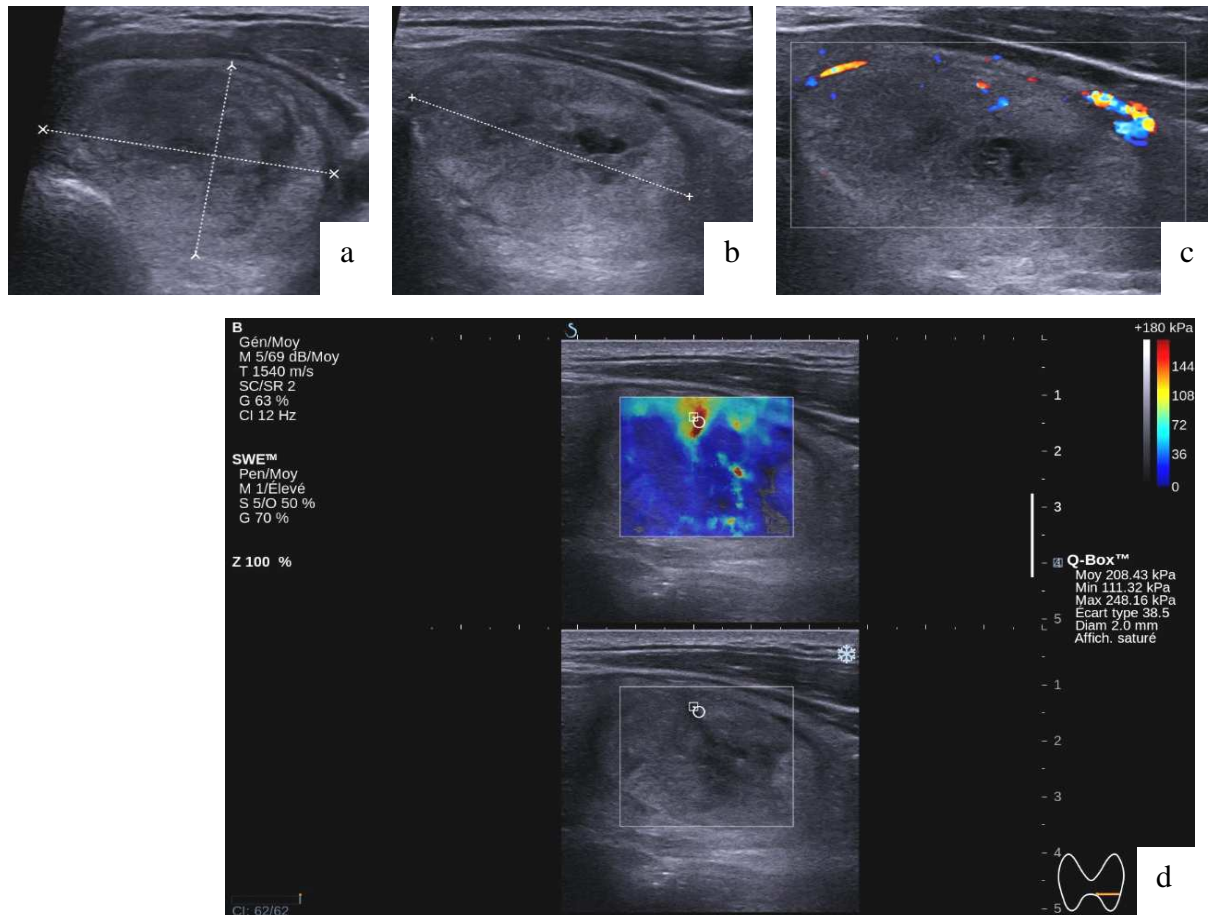 a
b
c
B
Gén/Moy
M 5/69 dB/Moy
T 1540 m/s
SC/SR 2
G 63 %
CI 12 Hz
SWE™
Pen/Moy
M 1/Élevé
S 5/O 50 %
G 70 %
Z 100 %
CI: 62/62
S
1
2
3
4
5
1
2
3
4
5
+180 kPa
144
108
72
36
0
Q-Box™
Moy 208.43 kPa
Min 111.32 kPa
Max 248.16 kPa
Écart type 38.5
Diam 2.0 mm
Affich. saturé
d